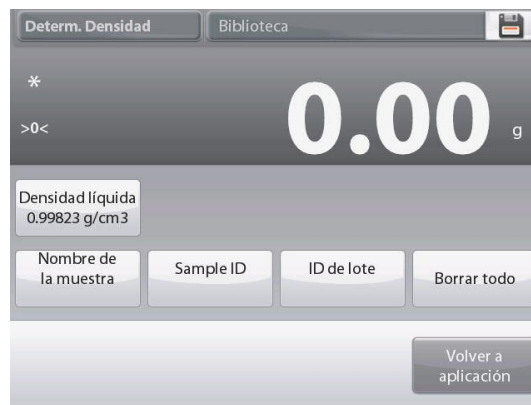 Determ. Densidad
Biblioteca
*
>0<
0.00 g
Densidad líquida
0.99823 g/cm3
Nombre de
la muestra
Sample ID
ID de lote
Borrar todo
Volver a
aplicación